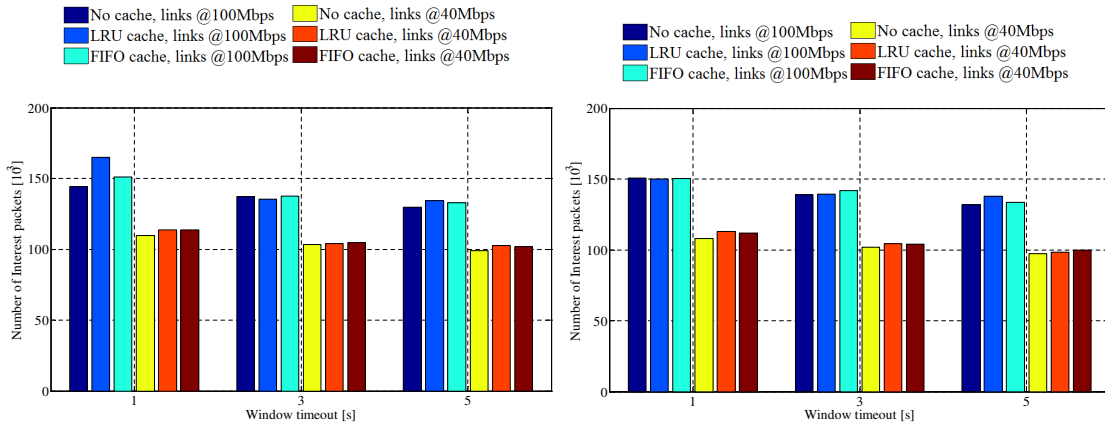 No cache, links @100Mbps No cache, links @40Mbps
LRU cache, links @100Mbps LRU cache, links @40Mbps
FIFO cache, links @100Mbps FIFO cache, links @40Mbps
Number of Interest packets [10^3]
200
150
100
50
0
1 3 5
Window timeout [s]
No cache, links @100Mbps No cache, links @40Mbps
LRU cache, links @100Mbps LRU cache, links @40Mbps
FIFO cache, links @100Mbps FIFO cache, links @40Mbps
Number of Interest packets [10^3]
200
150
100
50
0
1 3 5
Window timeout [s]